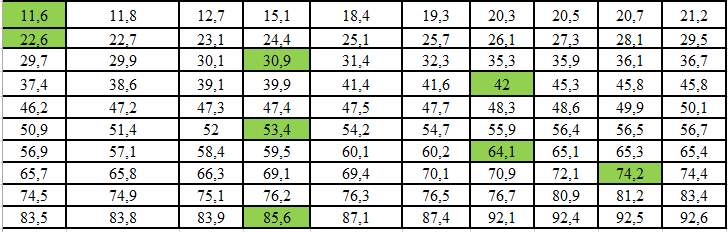 11,6 11,8 12,7 15,1 18,4 19,3 20,3 20,5 20,7 21,2
22,6 22,7 23,1 24,4 25,1 25,7 26,1 27,3 28,1 29,5
29,7 29,9 30,1 30,9 31,4 32,3 35,3 35,9 36,1 36,7
37,4 38,6 39,1 39,9 41,4 41,6 42 45,3 45,8 45,8
46,2 47,2 47,3 47,4 47,5 47,7 48,3 48,6 49,9 50,1
50,9 51,4 52 53,4 54,2 54,7 55,9 56,4 56,5 56,7
56,9 57,1 58,4 59,5 60,1 60,2 64,1 65,1 65,3 65,4
65,7 65,8 66,3 69,1 69,4 70,1 70,9 72,1 74,2 74,4
74,5 74,9 75,1 76,2 76,3 76,5 76,7 80,9 81,2 83,4
83,5 83,8 83,9 85,6 87,1 87,4 92,1 92,4 92,5 92,6